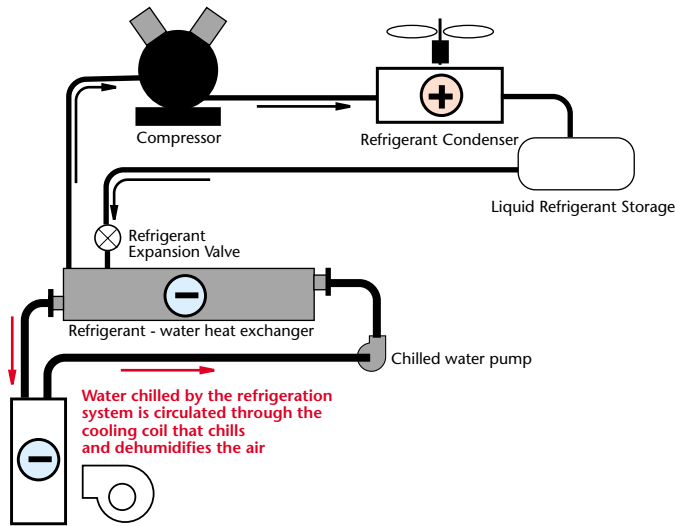 Compressor
Refrigerant Condenser
Liquid Refrigerant Storage
Refrigerant
Expansion Valve
Refrigerant - water heat exchanger
Chilled water pump
Water chilled by the refrigeration
system is circulated through the
cooling coil that chills
and dehumidifies the air